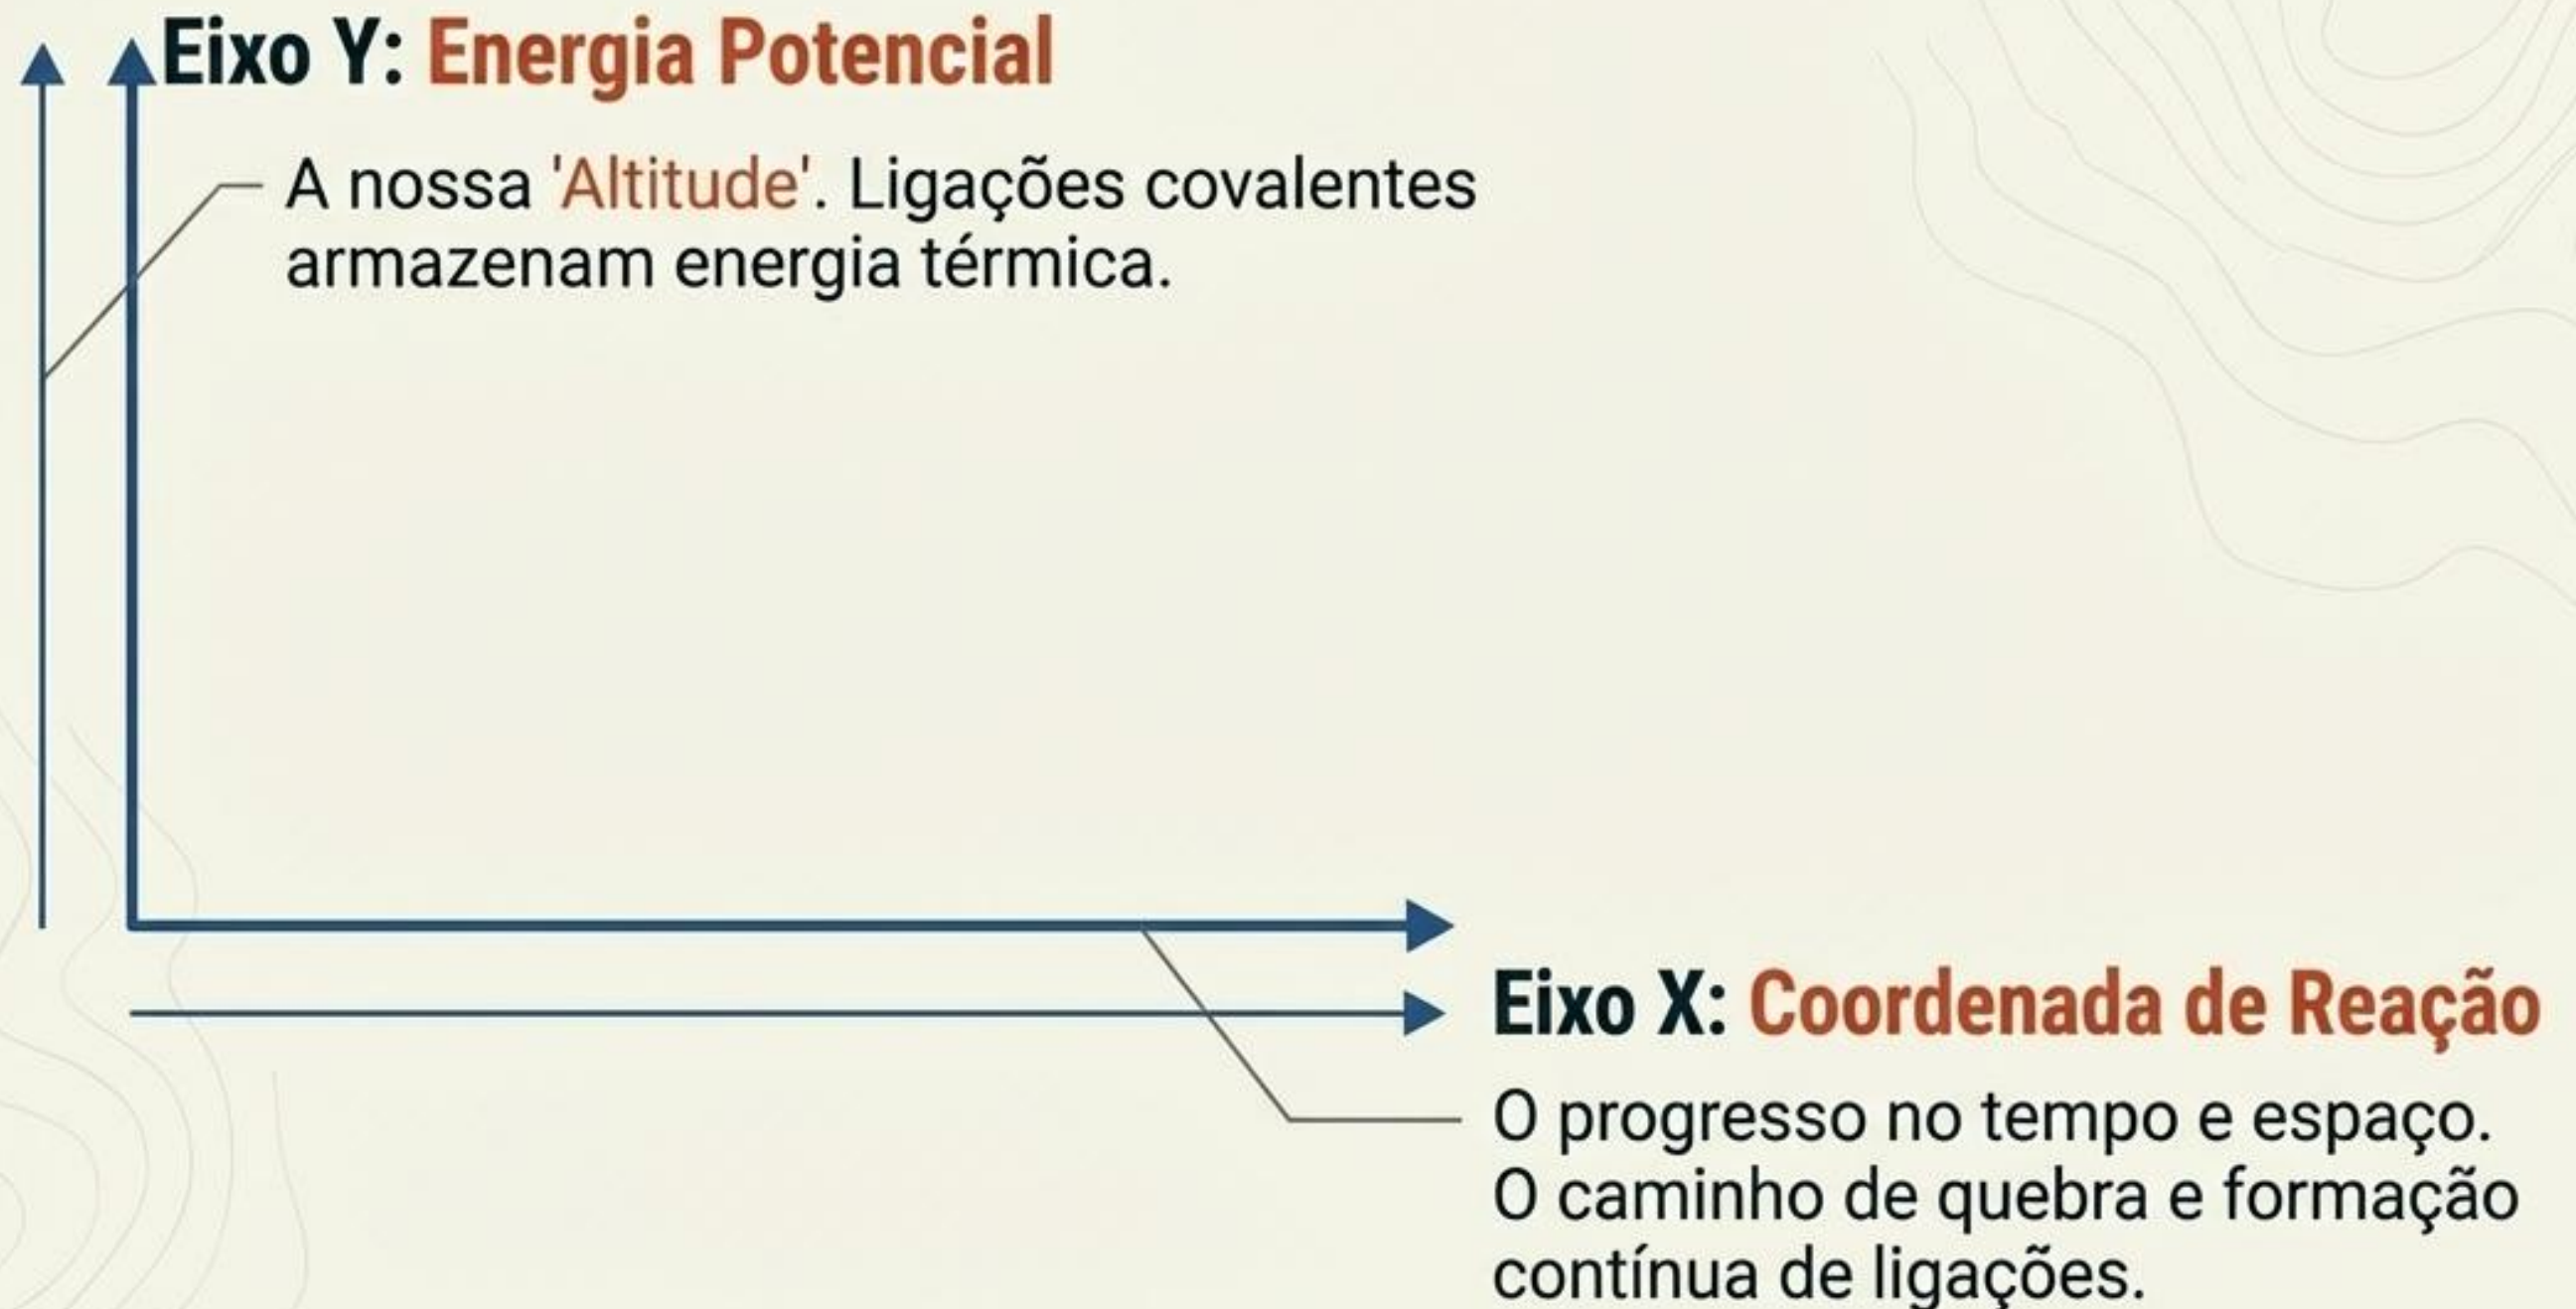 Eixo Y: Energia Potencial
A nossa 'Altitude'. Ligações covalentes
armazenam energia térmica.
Eixo X: Coordenada de Reação
O progresso no tempo e espaço.
O caminho de quebra e formação
contínua de ligações.